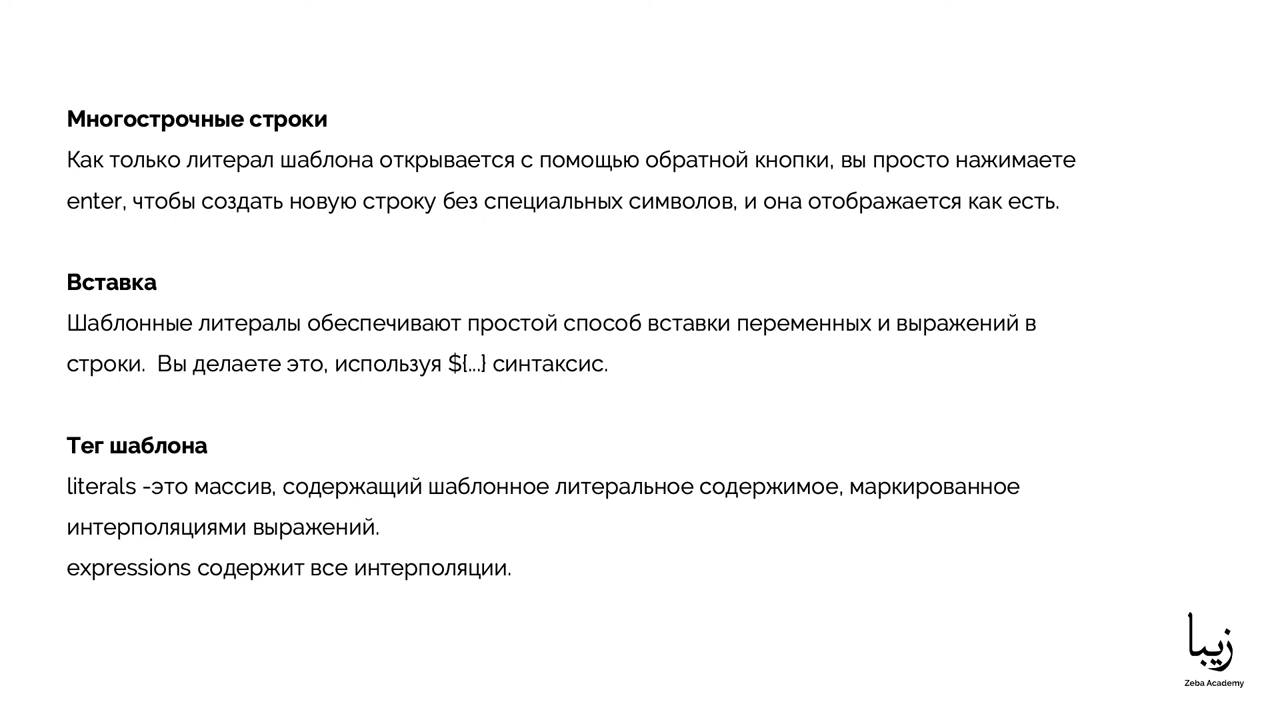 Многострочные строки
Как только литерал шаблона открывается с помощью обратной кнопки, вы просто нажимаете
enter, чтобы создать новую строку без специальных символов, и она отображается как есть.
Вставка
Шаблонные литералы обеспечивают простой способ вставки переменных и выражений в
строки.  Вы делаете это, используя ${...} синтаксис.
Тег шаблона
literals -это массив, содержащий шаблонное литеральное содержимое, маркированное
интерполяциями выражений.
expressions содержит все интерполяции.
زیبا
Zeba Academy